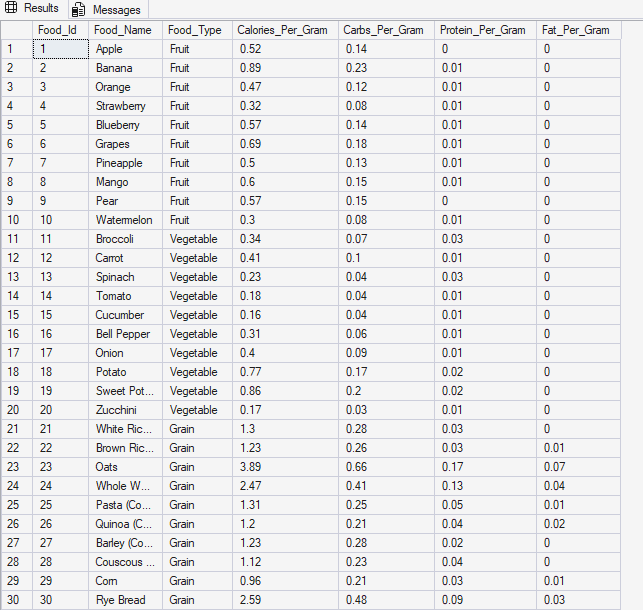 Results Messages
Food_Id Food_Name Food_Type Calories_Per_Gram Carbs_Per_Gram Protein_Per_Gram Fat_Per_Gram
1 1 Apple Fruit 0.52 0.14 0 0
2 2 Banana Fruit 0.89 0.23 0.01 0
3 3 Orange Fruit 0.47 0.12 0.01 0
4 4 Strawberry Fruit 0.32 0.08 0.01 0
5 5 Blueberry Fruit 0.57 0.14 0.01 0
6 6 Grapes Fruit 0.69 0.18 0.01 0
7 7 Pineapple Fruit 0.5 0.13 0.01 0
8 8 Mango Fruit 0.6 0.15 0.01 0
9 9 Pear Fruit 0.57 0.15 0 0
10 10 Watermelon Fruit 0.3 0.08 0.01 0
11 11 Broccoli Vegetable 0.34 0.07 0.03 0
12 12 Carrot Vegetable 0.41 0.1 0.01 0
13 13 Spinach Vegetable 0.23 0.04 0.03 0
14 14 Tomato Vegetable 0.18 0.04 0.01 0
15 15 Cucumber Vegetable 0.16 0.04 0.01 0
16 16 Bell Pepper Vegetable 0.31 0.06 0.01 0
17 17 Onion Vegetable 0.4 0.09 0.01 0
18 18 Potato Vegetable 0.77 0.17 0.02 0
19 19 Sweet Pot... Vegetable 0.86 0.2 0.02 0
20 20 Zucchini Vegetable 0.17 0.03 0.01 0
21 21 White Ric... Grain 1.3 0.28 0.03 0
22 22 Brown Ric... Grain 1.23 0.26 0.03 0.01
23 23 Oats Grain 3.89 0.66 0.17 0.07
24 24 Whole W... Grain 2.47 0.41 0.13 0.04
25 25 Pasta (Co... Grain 1.31 0.25 0.05 0.01
26 26 Quinoa (C... Grain 1.2 0.21 0.04 0.02
27 27 Barley (Co... Grain 1.23 0.28 0.02 0
28 28 Couscous ... Grain 1.12 0.23 0.04 0
29 29 Corn Grain 0.96 0.21 0.03 0.01
30 30 Rye Bread Grain 2.59 0.48 0.09 0.03